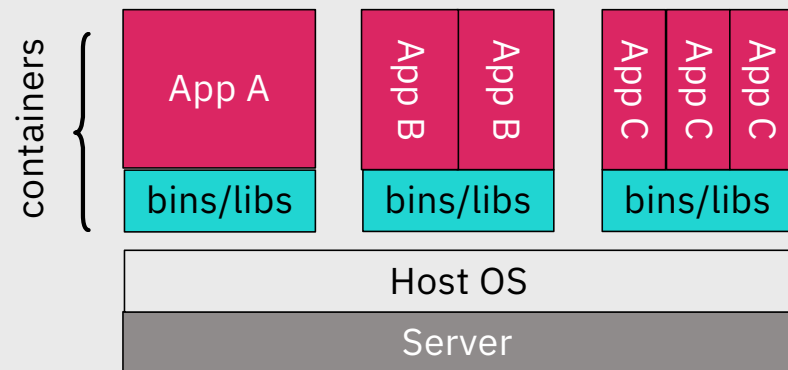 containers
App A
App B
App B
App C
App C
App C
bins/libs
bins/libs
bins/libs
Host OS
Server